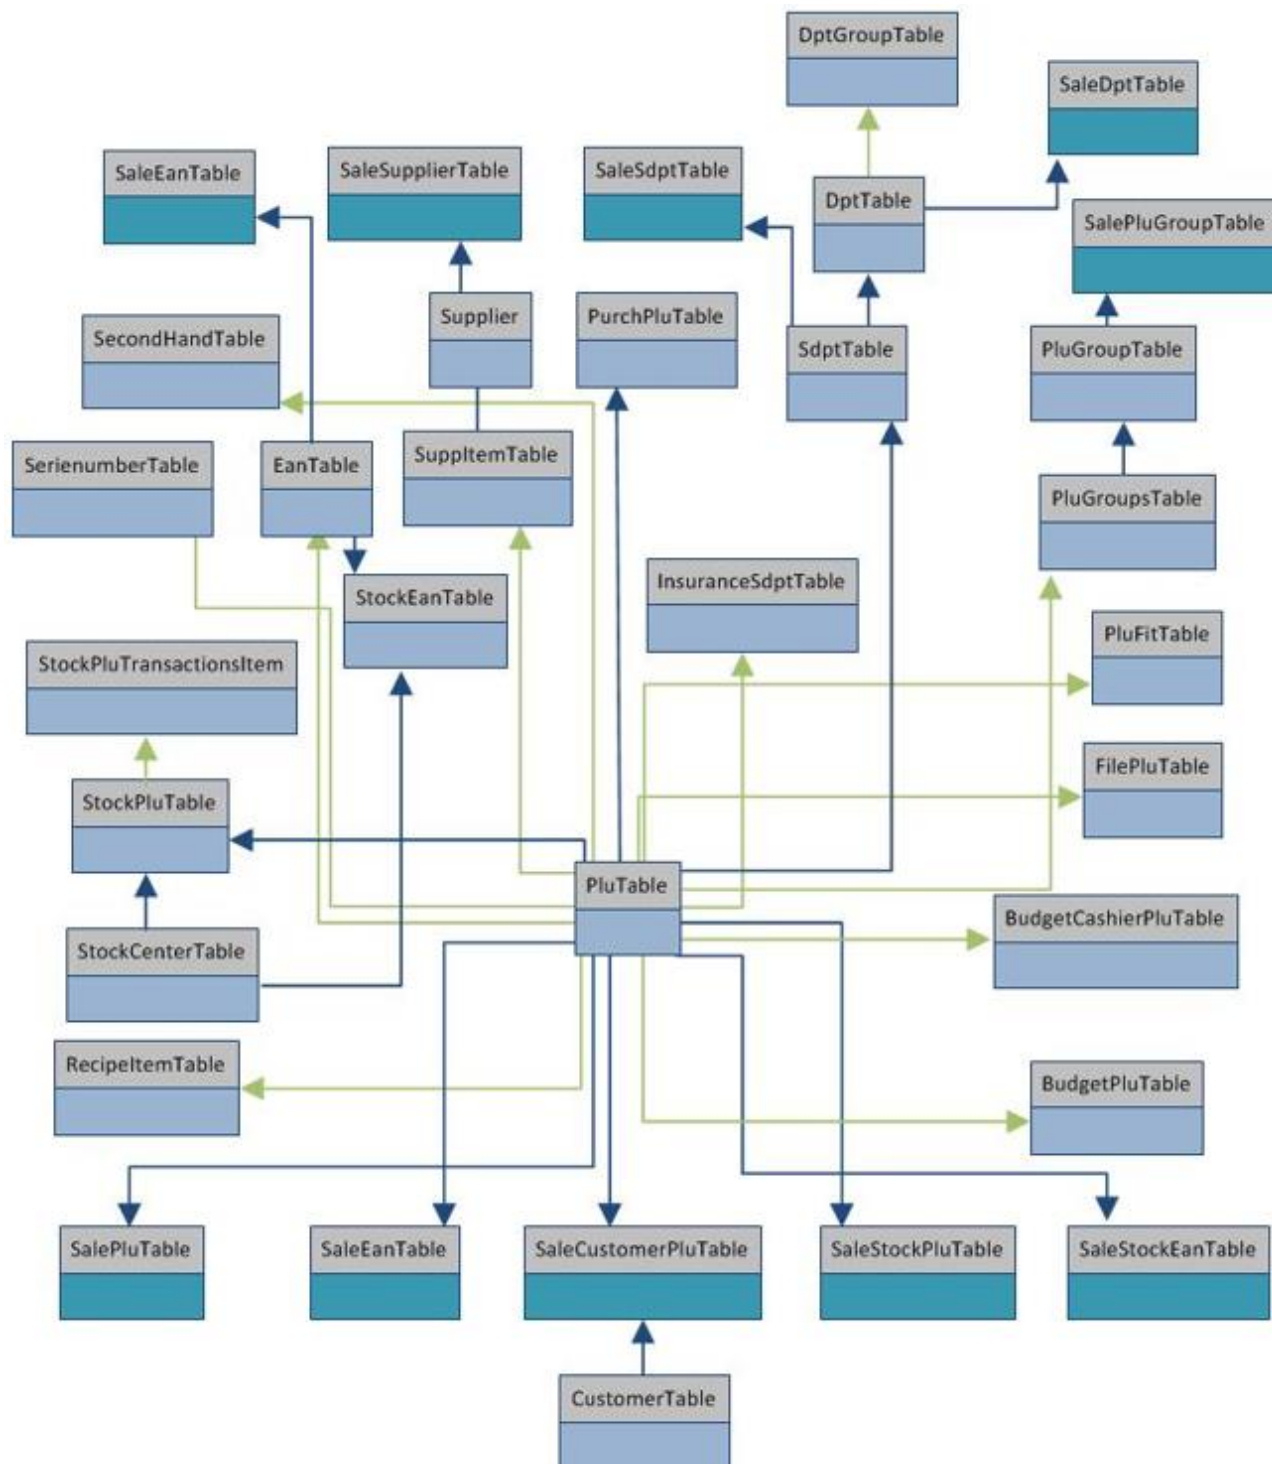 DptGroupTable
SaleDptTable
SaleEanTable
SaleSupplierTable
SaleSdptTable
DptTable
SalePluGroupTable
SecondHandTable
Supplier
PurchPluTable
SdptTable
PluGroupTable
SerienumberTable
EanTable
SuppItemTable
PluGroupsTable
StockEanTable
InsuranceSdptTable
PluFitTable
StockPluTransactionsItem
FilePluTable
StockPluTable
PluTable
BudgetCashierPluTable
StockCenterTable
RecipeItemTable
BudgetPluTable
SalePluTable
SaleEanTable
SaleCustomerPluTable
SaleStockPluTable
SaleStockEanTable
CustomerTable